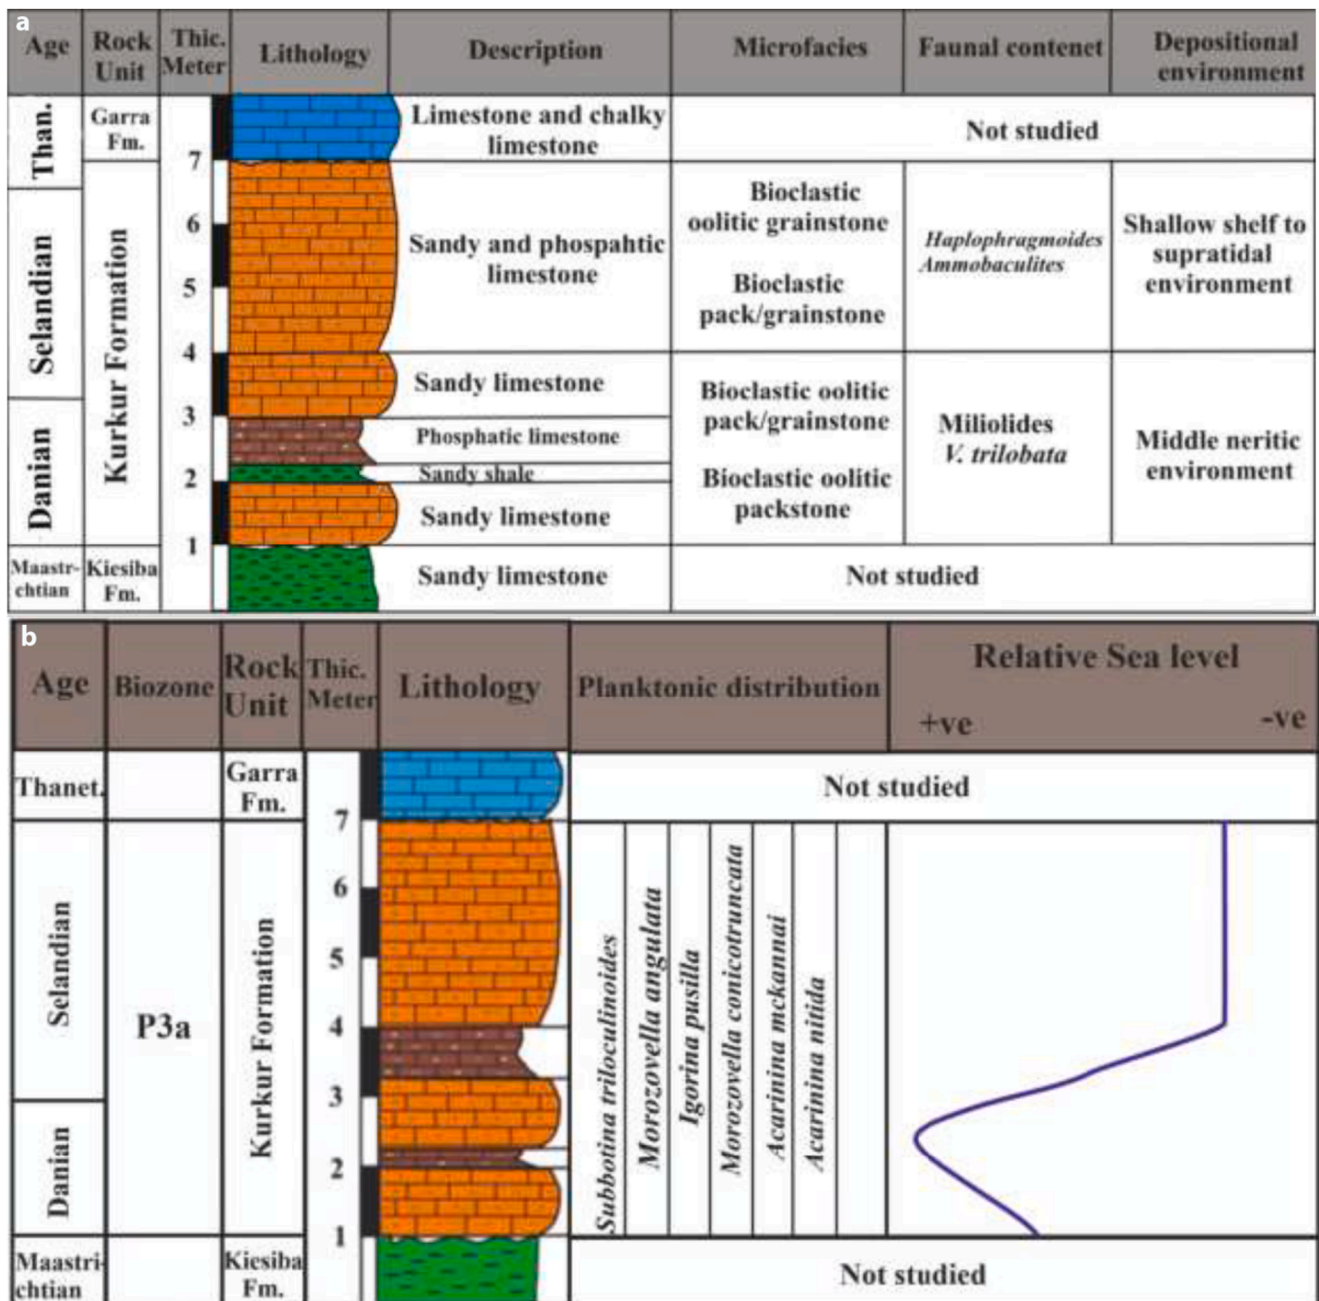 a
Age
Rock
Unit
Thic.
Meter
Lithology
Description
Microfacies
Faunal contenet
Depositional
environment
Than.
Garra
Fm.
Limestone and chalky
limestone
Not studied
7
Selandian
Kurkur Formation
6
5
Sandy and phospahtic
limestone
Bioclastic
oolitic grainstone
Bioclastic
pack/grainstone
Haplophragmoides
Ammobaculites
Shallow shelf to
supratidal
environment
4
Sandy limestone
3
Danian
Phosphatic limestone
Sandy shale
2
Sandy limestone
Bioclastic oolitic
pack/grainstone
Bioclastic oolitic
packstone
Miliolides
V. trilobata
Middle neritic
environment
1
Maastr-
chtian
Kiesiba
Fm.
Sandy limestone
Not studied
b
Age
Biozone
Rock
Unit
Thic.
Meter
Lithology
Planktonic distribution
Relative Sea level
+ve
-ve
Thanet.
Garra
Fm.
Not studied
7
Selandian
P3a
Kurkur Formation
6
5
4
3
Danian
2
1
Subbotina triloculinoides
Morozovella angulata
Igorina pusilla
Morozovella conicotruncata
Acarinina mckannai
Acarinina nitida
Maastri-
chtian
Kiesiba
Fm.
Not studied